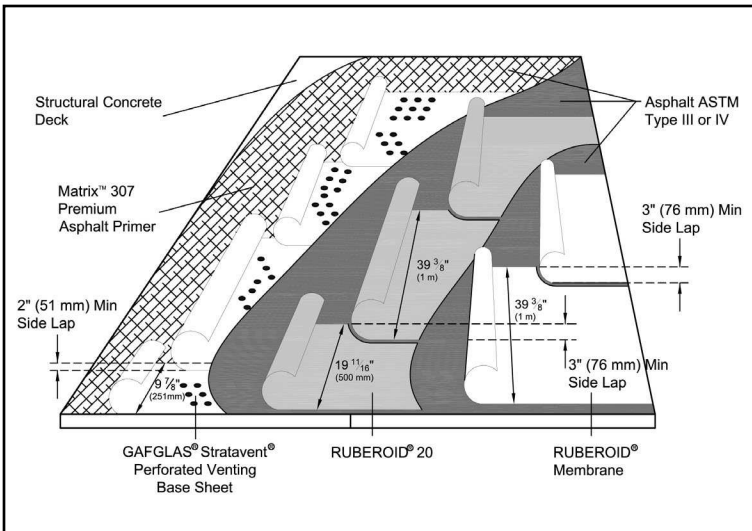 Structural Concrete
Deck
Asphalt ASTM
Type III or IV
Matrix™ 307
Premium
Asphalt Primer
3" (76 mm) Min
Side Lap
39 3/8"
(1 m)
39 3/8"
(1 m)
2" (51 mm) Min
Side Lap
9 7/8"
(251mm)
19 11/16"
(500 mm)
3" (76 mm) Min
Side Lap
GAFGLAS® Stratavent®
Perforated Venting
Base Sheet
RUBEROID® 20
RUBEROID®
Membrane